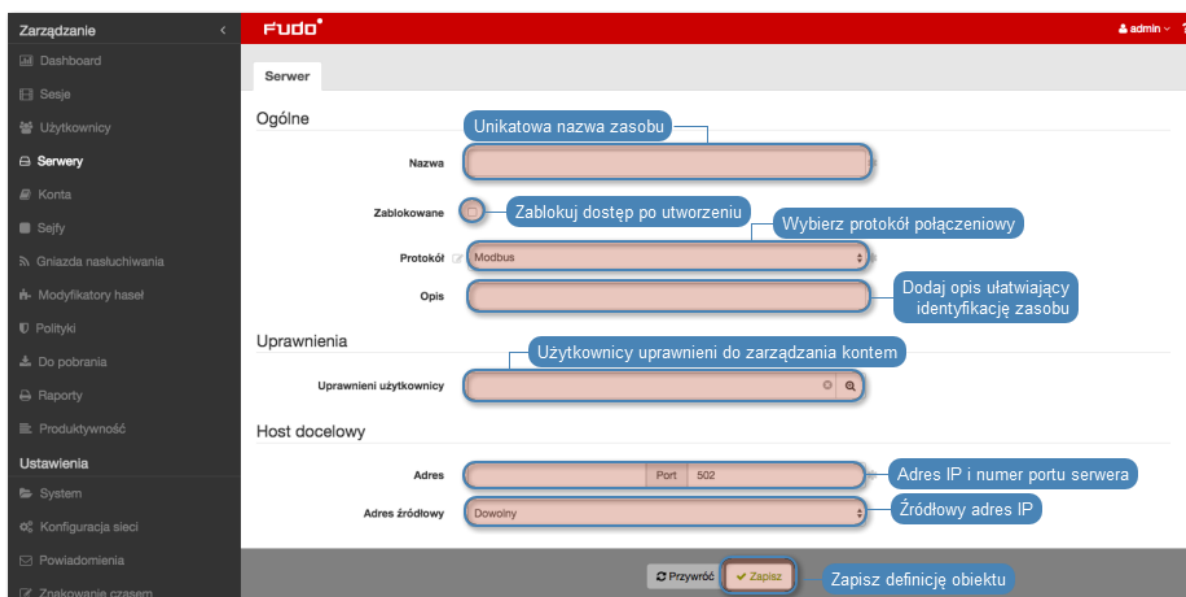 Zarządzanie
Fudo
admin
?
Dashboard
Serwer
Sesje
Ogólne
Użytkownicy
Unikatowa nazwa zasobu
Serwery
Nazwa
Konta
Zablokowane
Zablokuj dostęp po utworzeniu
Wybierz protokół połączeniowy
Sejfy
Protokół
Modbus
Gniazda nasłuchiwania
Modyfikatory haseł
Opis
Dodaj opis ułatwiający
identyfikację zasobu
Polityki
Uprawnienia
Użytkownicy uprawnieni do zarządzania kontem
Do pobrania
Uprawnieni użytkownicy
Raporty
Produktywność
Host docelowy
Ustawienia
Adres
Port 502
Adres IP i numer portu serwera
System
Adres źródłowy
Dowolny
Źródłowy adres IP
Konfiguracja sieci
Powiadomienia
Przywróć
Zapisz
Zapisz definicję obiektu
Znakowanie czasem